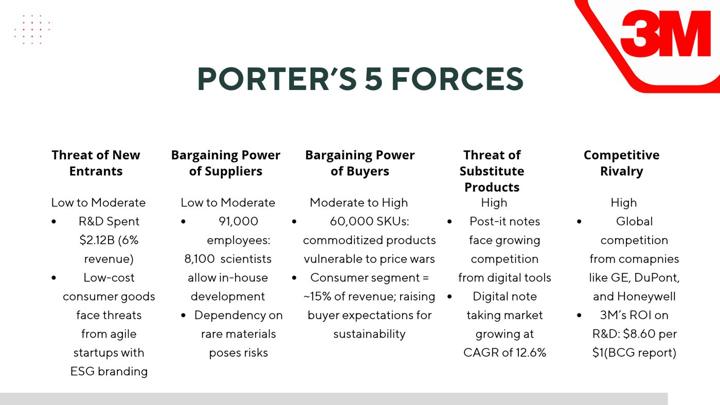 3M
PORTER'S 5 FORCES
Threat of New
Entrants
Low to Moderate
• R&D Spent
$2.12B (6%
revenue)
• Low-cost
consumer goods
face threats
from agile
startups with
ESG branding
Bargaining Power
of Suppliers
Low to Moderate
• 91,000
employees:
8,100 scientists
allow in-house
development
• Dependency on
rare materials
poses risks
Bargaining Power
of Buyers
Moderate to High
• 60,000 SKUs:
commoditized products
vulnerable to price wars
• Consumer segment =
~15% of revenue; raising
buyer expectations for
sustainability
Threat of
Substitute
Products
High
• Post-it notes
face growing
competition
from digital tools
• Digital note
taking market
growing at
CAGR of 12.6%
Competitive
Rivalry
High
• Global
competition
from comapnies
like GE, DuPont,
and Honeywell
• 3M's ROI on
R&D: $8.60 per
$1(BCG report)